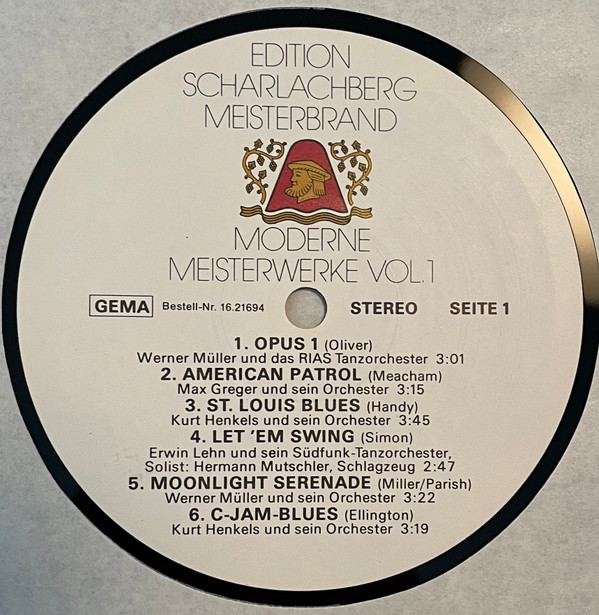 EDITION
SCHARLACHBERG
MEISTERBRAND
MODERNE
MEISTERWERKE VOL.1
GEMA Bestell-Nr. 16.21694 STEREO SEITE 1
1. OPUS 1 (Oliver)
Werner Müller und das RIAS Tanzorchester 3:01
2. AMERICAN PATROL (Meacham)
Max Greger und sein Orchester 3:15
3. ST. LOUIS BLUES (Handy)
Kurt Henkels und sein Orchester 3:45
4. LET 'EM SWING (Simon)
Erwin Lehn und sein Südfunk-Tanzorchester,
Solist: Hermann Mutschler, Schlagzeug 2:47
5. MOONLIGHT SERENADE (Miller/Parish)
Werner Müller und sein Orchester 3:22
6. C-JAM-BLUES (Ellington)
Kurt Henkels und sein Orchester 3:19